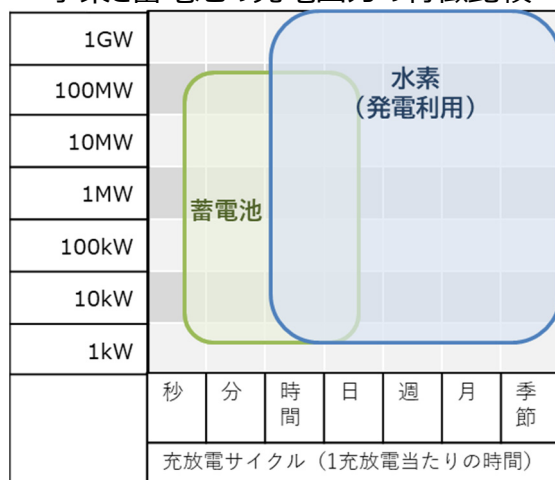 1GW
100MW
10MW
1MW
100kW
10kW
1kW
水素
（発電利用）
蓄電池
秒
分
時
間
日
週
月
季
節
充放電サイクル（1充放電当たりの時間）